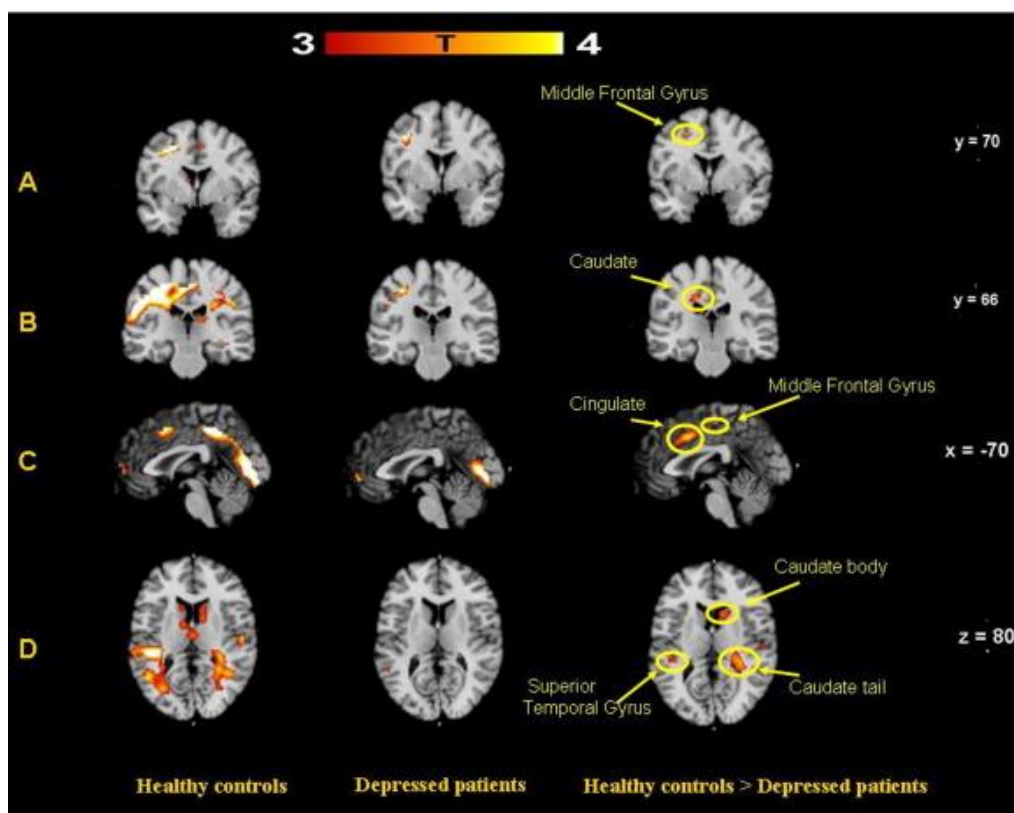 3 T 4
Middle Frontal Gyrus
A
y = 70
Caudate
B
y = 66
Cingulate
Middle Frontal Gyrus
C
x = -70
Caudate body
D
z = 80
Superior
Temporal Gyrus
Caudate tail
Healthy controls
Depressed patients
Healthy controls > Depressed patients